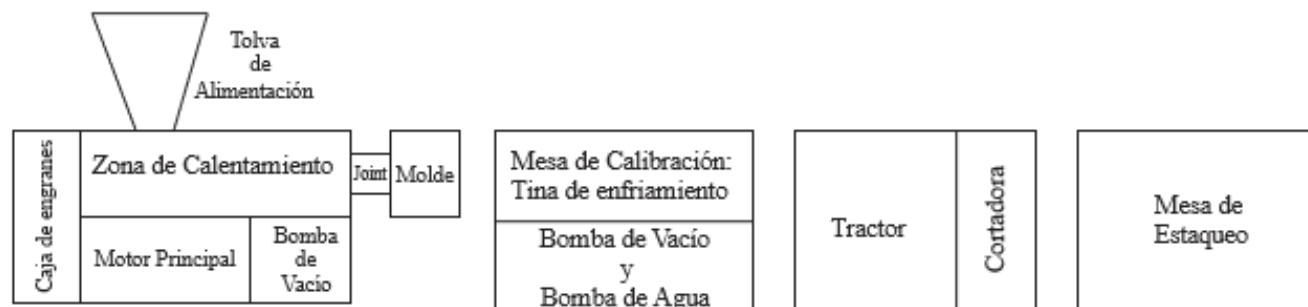 Tolva
de
Alimentación
Caja de engranes
Zona de Calentamiento
Joint
Molde
Motor Principal
Bomba
de
Vacío
Mesa de Calibración:
Tina de enfriamiento
Bomba de Vacío
y
Bomba de Agua
Tractor
Cortadora
Mesa de
Estaqueo